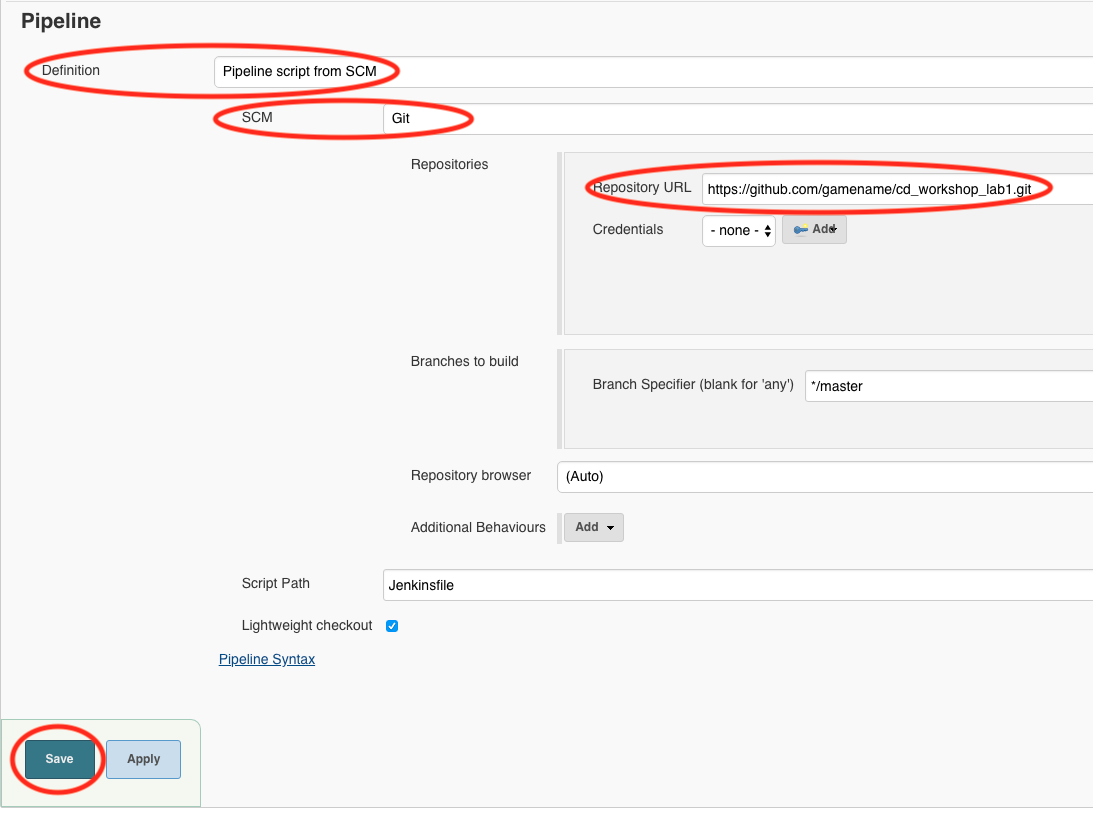 Pipeline
Definition Pipeline script from SCM
SCM Git
Repositories
Repository URL https://github.com/gamename/cd_workshop_lab1.git
Credentials - none - Add
Branches to build
Branch Specifier (blank for 'any') */master
Repository browser (Auto)
Additional Behaviours Add
Script Path Jenkinsfile
Lightweight checkout
Pipeline Syntax
Save Apply